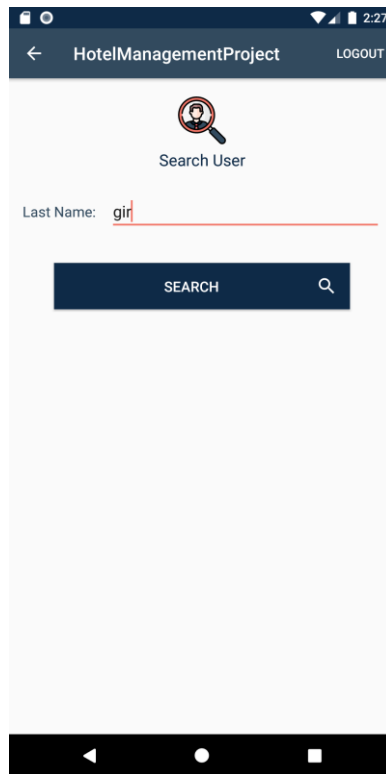 2:27
HotelManagementProject LOGOUT
Search User
Last Name: gir
SEARCH